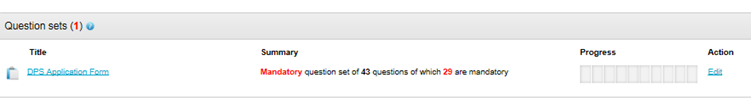 Question sets (1)
Title Summary Progress Action
DPS Application Form Mandatory question set of 43 questions of which 29 are mandatory Edit